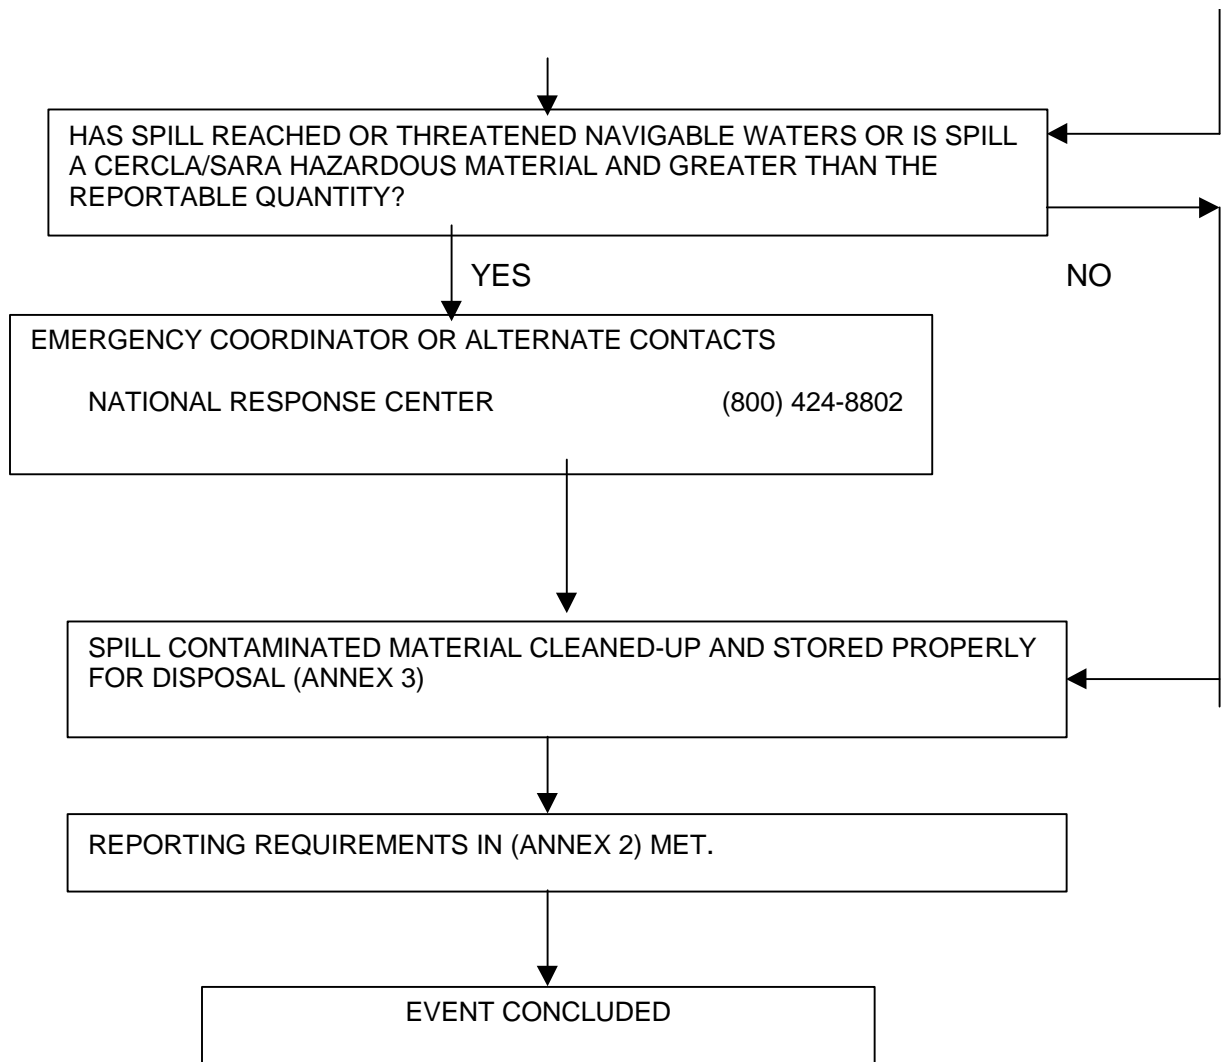 HAS SPILL REACHED OR THREATENED NAVIGABLE WATERS OR IS SPILL
A CERCLA/SARA HAZARDOUS MATERIAL AND GREATER THAN THE
REPORTABLE QUANTITY?
YES
NO
EMERGENCY COORDINATOR OR ALTERNATE CONTACTS
NATIONAL RESPONSE CENTER (800) 424-8802
SPILL CONTAMINATED MATERIAL CLEANED-UP AND STORED PROPERLY
FOR DISPOSAL (ANNEX 3)
REPORTING REQUIREMENTS IN (ANNEX 2) MET.
EVENT CONCLUDED